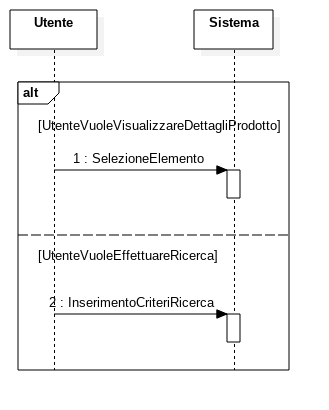 Utente
Sistema
alt
[UtenteVuoleVisualizzareDettagliProdotto]
1 : SelezioneElemento
[UtenteVuoleEffettuareRicerca]
2 : InserimentoCriteriRicerca